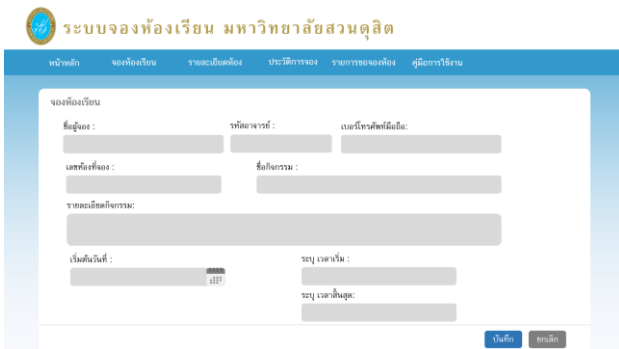 ระบบจองห้องเรียน มหาวิทยาลัยสวนดุสิต
หน้าหลัก จองห้องเรียน รายละเอียดห้อง ประวัติการจอง รายการขอจองห้อง คู่มือการใช้งาน
จองห้องเรียน
ชื่อผู้จอง : รหัสอาจารย์ : เบอร์โทรศัพท์มือถือ:
เลขห้องที่จอง : ชื่อกิจกรรม :
รายละเอียดกิจกรรม:
เริ่มต้นวันที่ : ระบุ เวลาเริ่ม :
ระบุ เวลาสิ้นสุด:
บันทึก ยกเลิก